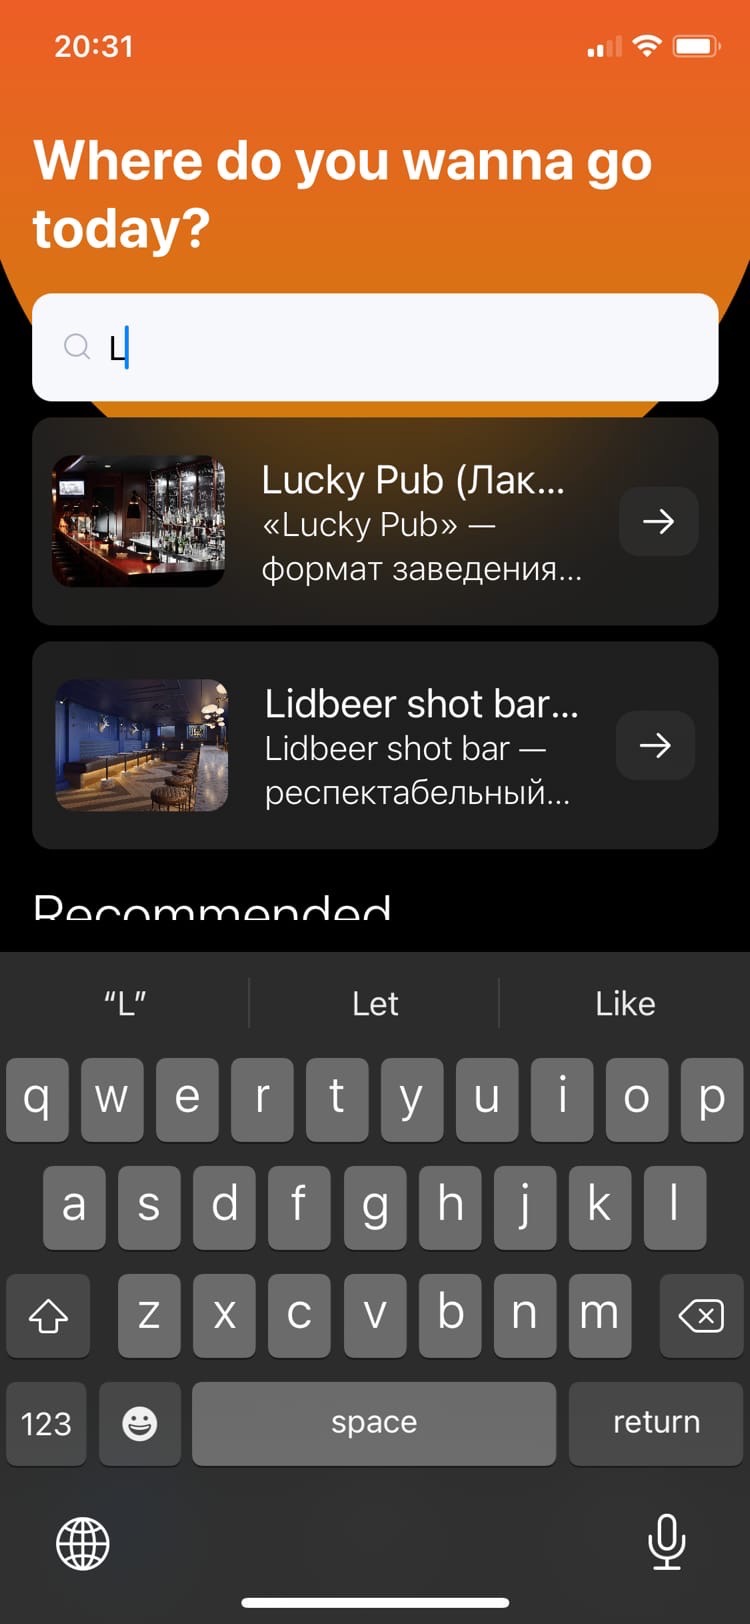 20:31
Where do you wanna go
today?
L
Lucky Pub (Лак...
«Lucky Pub» —
формат заведения...
Lidbeer shot bar...
Lidbeer shot bar —
респектабельный...
Recommended
“L” Let Like
q w e r t y u i o p
a s d f g h j k l
z x c v b n m
123 space return